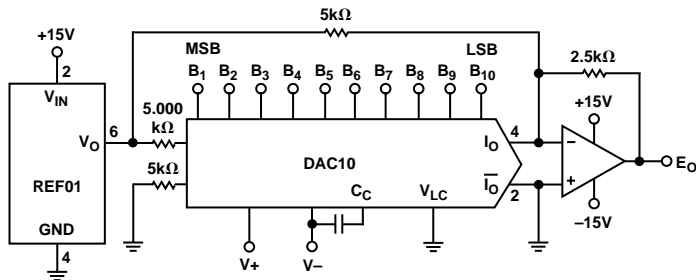 5kΩ
+15V
MSB
LSB
2.5kΩ
2
B1 B2 B3 B4 B5 B6 B7 B8 B9 B10
VIN
5.000
kΩ
+15V
VO
6
IO
4
–
5kΩ
DAC10
EO
REF01
CC
VLC
IO
2
+
GND
–15V
4
V+
V–